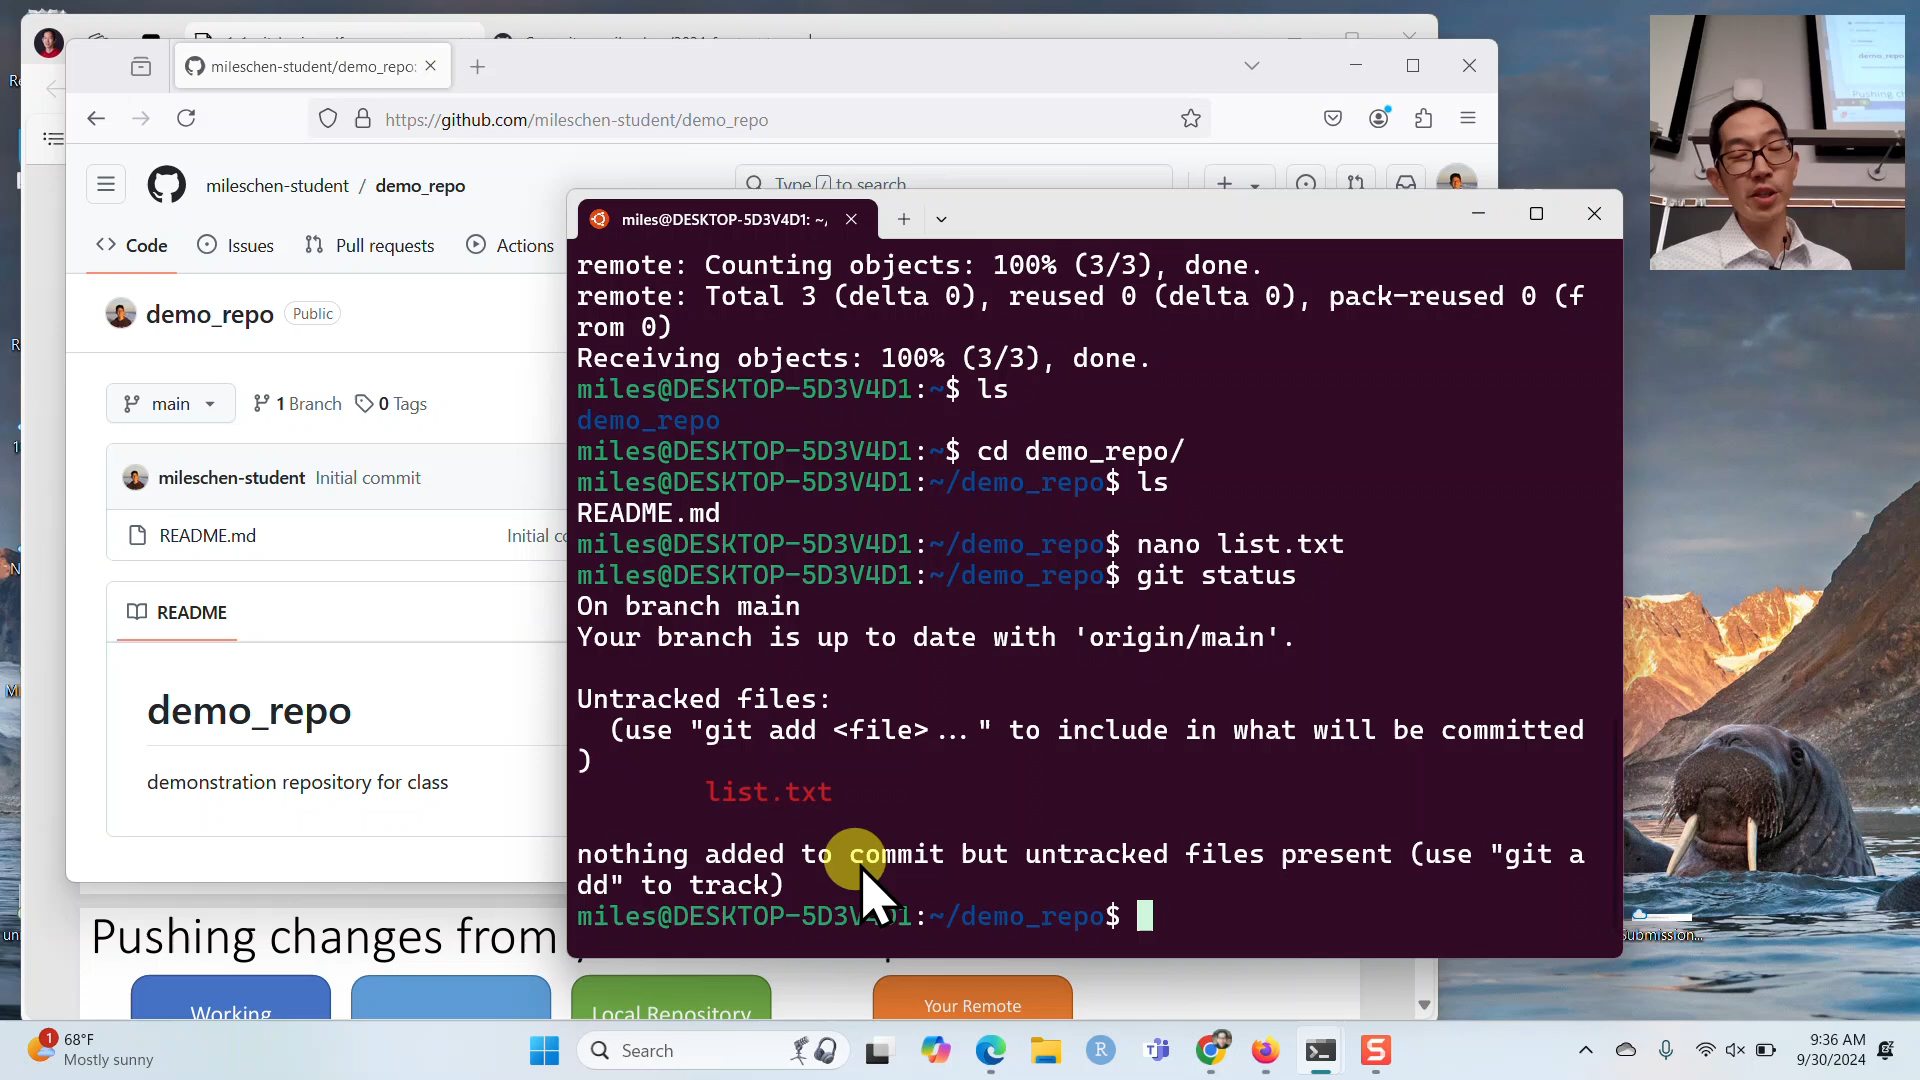 mileschen-student/demo_repo:
https://github.com/mileschen-student/demo_repo
mileschen-student / demo_repo
Type / to search
Code
Issues
Pull requests
Actions
demo_repo
Public
main
1 Branch
0 Tags
mileschen-student Initial commit
README.md
Initial co
README
demo_repo
demonstration repository for class
miles@DESKTOP-5D3V4D1: ~,
remote: Counting objects: 100% (3/3), done.
remote: Total 3 (delta 0), reused 0 (delta 0), pack-reused 0 (f
rom 0)
Receiving objects: 100% (3/3), done.
miles@DESKTOP-5D3V4D1:~$ ls
demo_repo
miles@DESKTOP-5D3V4D1:~$ cd demo_repo/
miles@DESKTOP-5D3V4D1:~/demo_repo$ ls
README.md
miles@DESKTOP-5D3V4D1:~/demo_repo$ nano list.txt
miles@DESKTOP-5D3V4D1:~/demo_repo$ git status
On branch main
Your branch is up to date with 'origin/main'.
Untracked files:
(use "git add <file>..." to include in what will be committed
)
list.txt
nothing added to commit but untracked files present (use "git a
dd" to track)
miles@DESKTOP-5D3V4D1:~/demo_repo$
Pushing changes from
Working
Local Repository
Your Remote
Submission...
1
68°F
Mostly sunny
Search
9:36 AM
9/30/2024